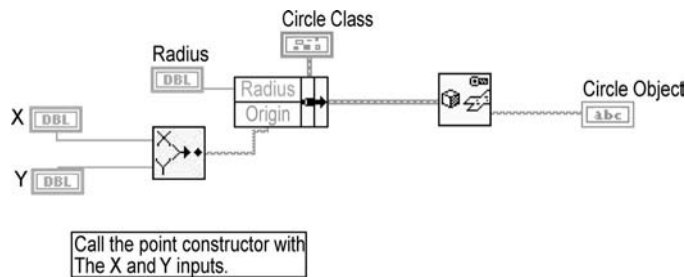 Circle Class
Radius
DBL
Radius
Origin
Circle Object
abc
X
DBL
X
Y
Y
DBL
Call the point constructor with
The X and Y inputs.